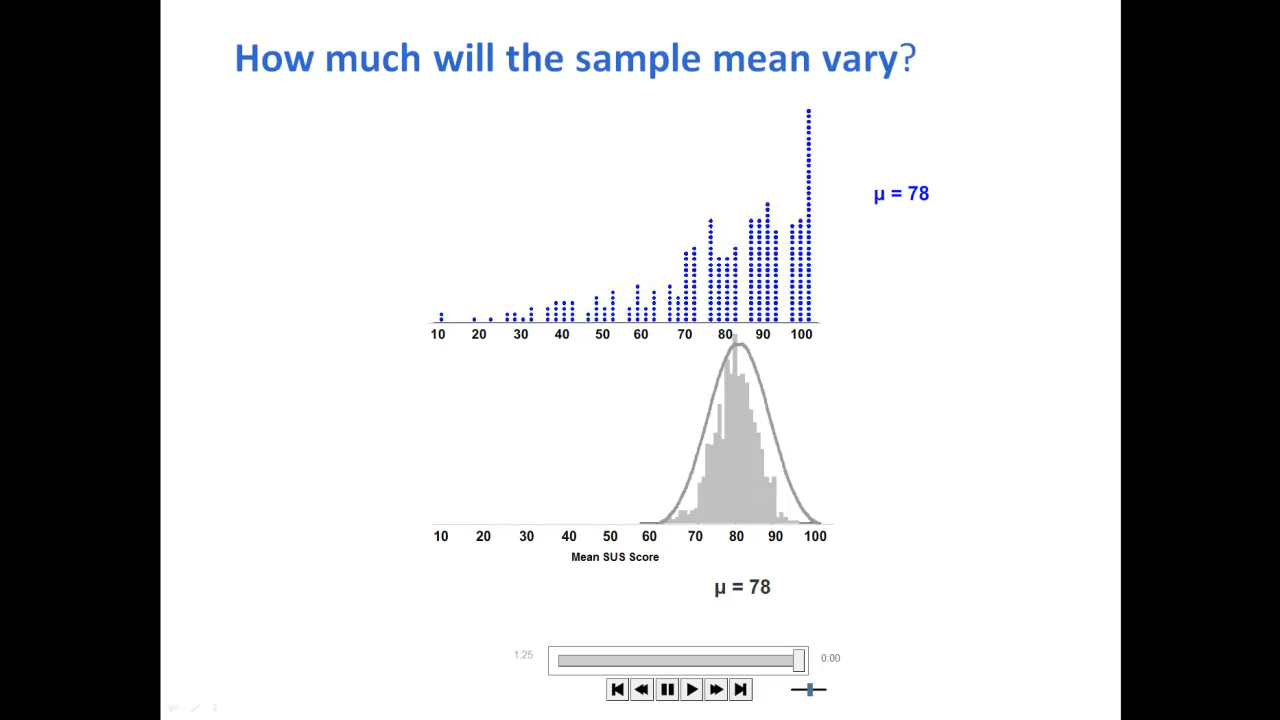 How much will the sample mean vary?
μ = 78
10 20 30 40 50 60 70 80 90 100
10 20 30 40 50 60 70 80 90 100
Mean SUS Score
μ = 78
1:25
0:00